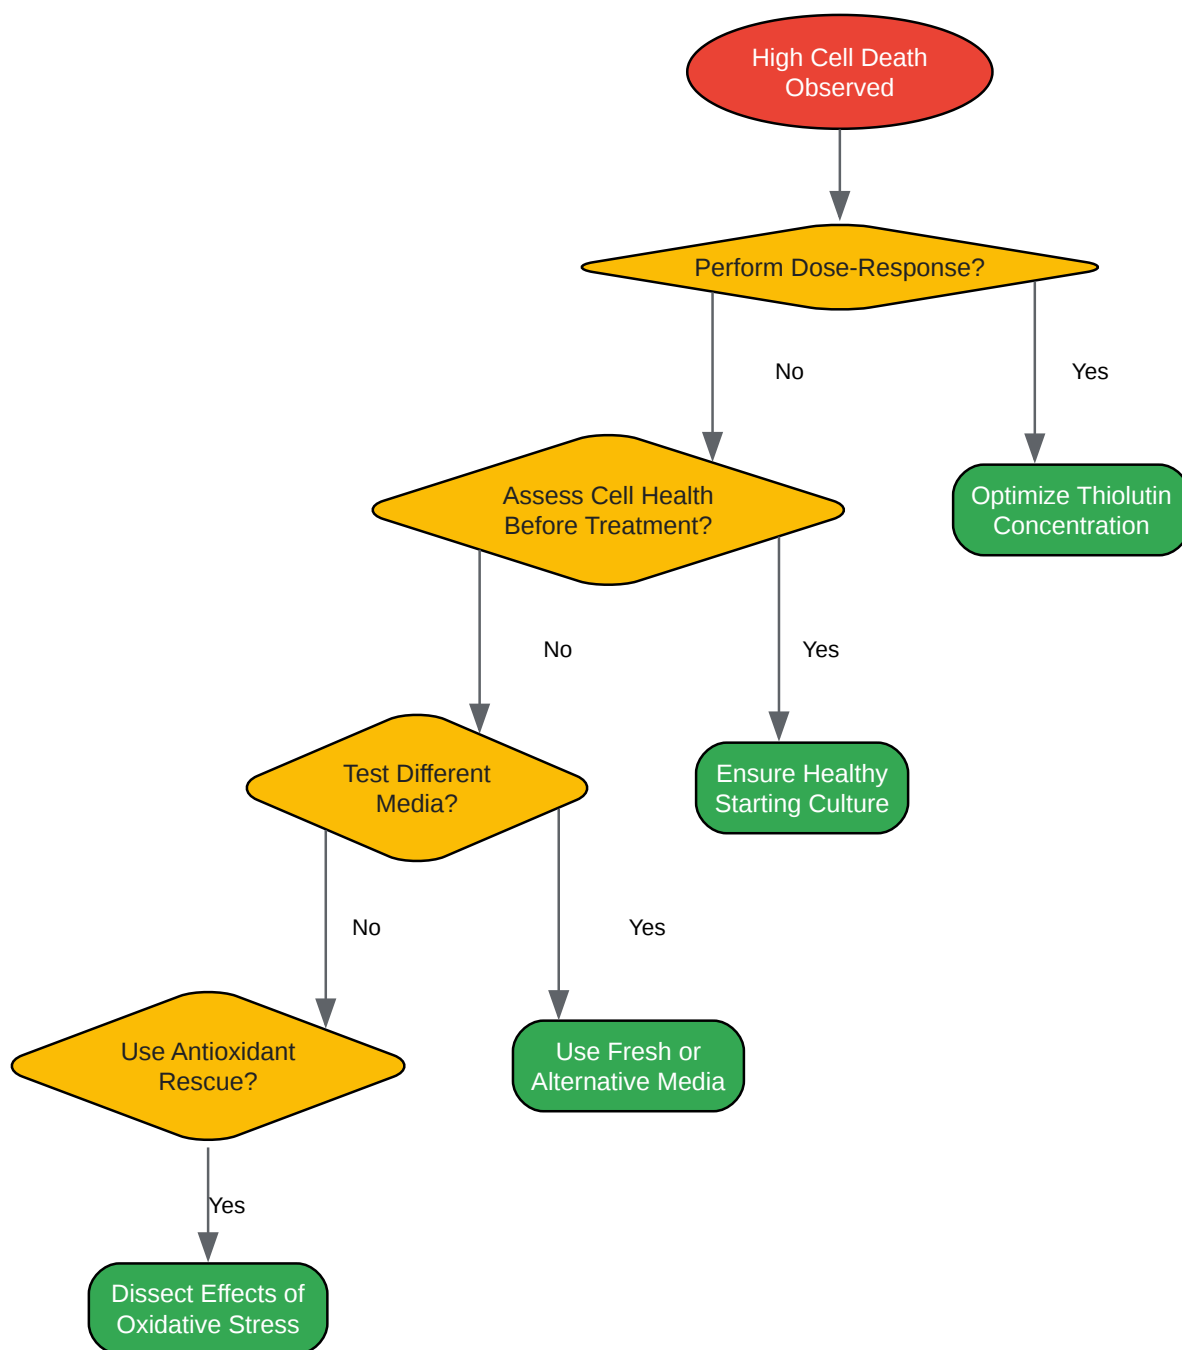 High Cell Death
Observed
Perform Dose-Response?
No
Yes
Assess Cell Health
Before Treatment?
Optimize Thiolutin
Concentration
No
Yes
Test Different
Media?
Ensure Healthy
Starting Culture
No
Yes
Use Antioxidant
Rescue?
Use Fresh or
Alternative Media
Yes
Dissect Effects of
Oxidative Stress